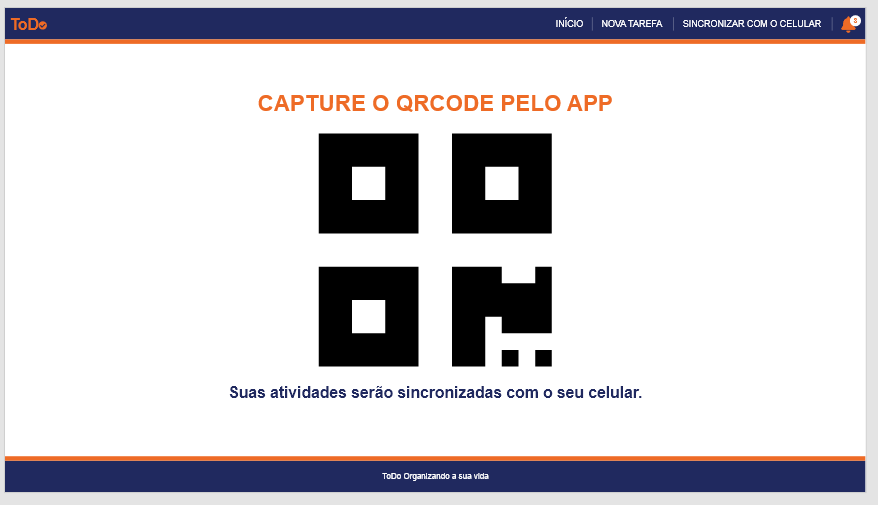 ToDo
INÍCIO
NOVA TAREFA
SINCRONIZAR COM O CELULAR
3
CAPTURE O QRCODE PELO APP
Suas atividades serão sincronizadas com o seu celular.
ToDo Organizando a sua vida